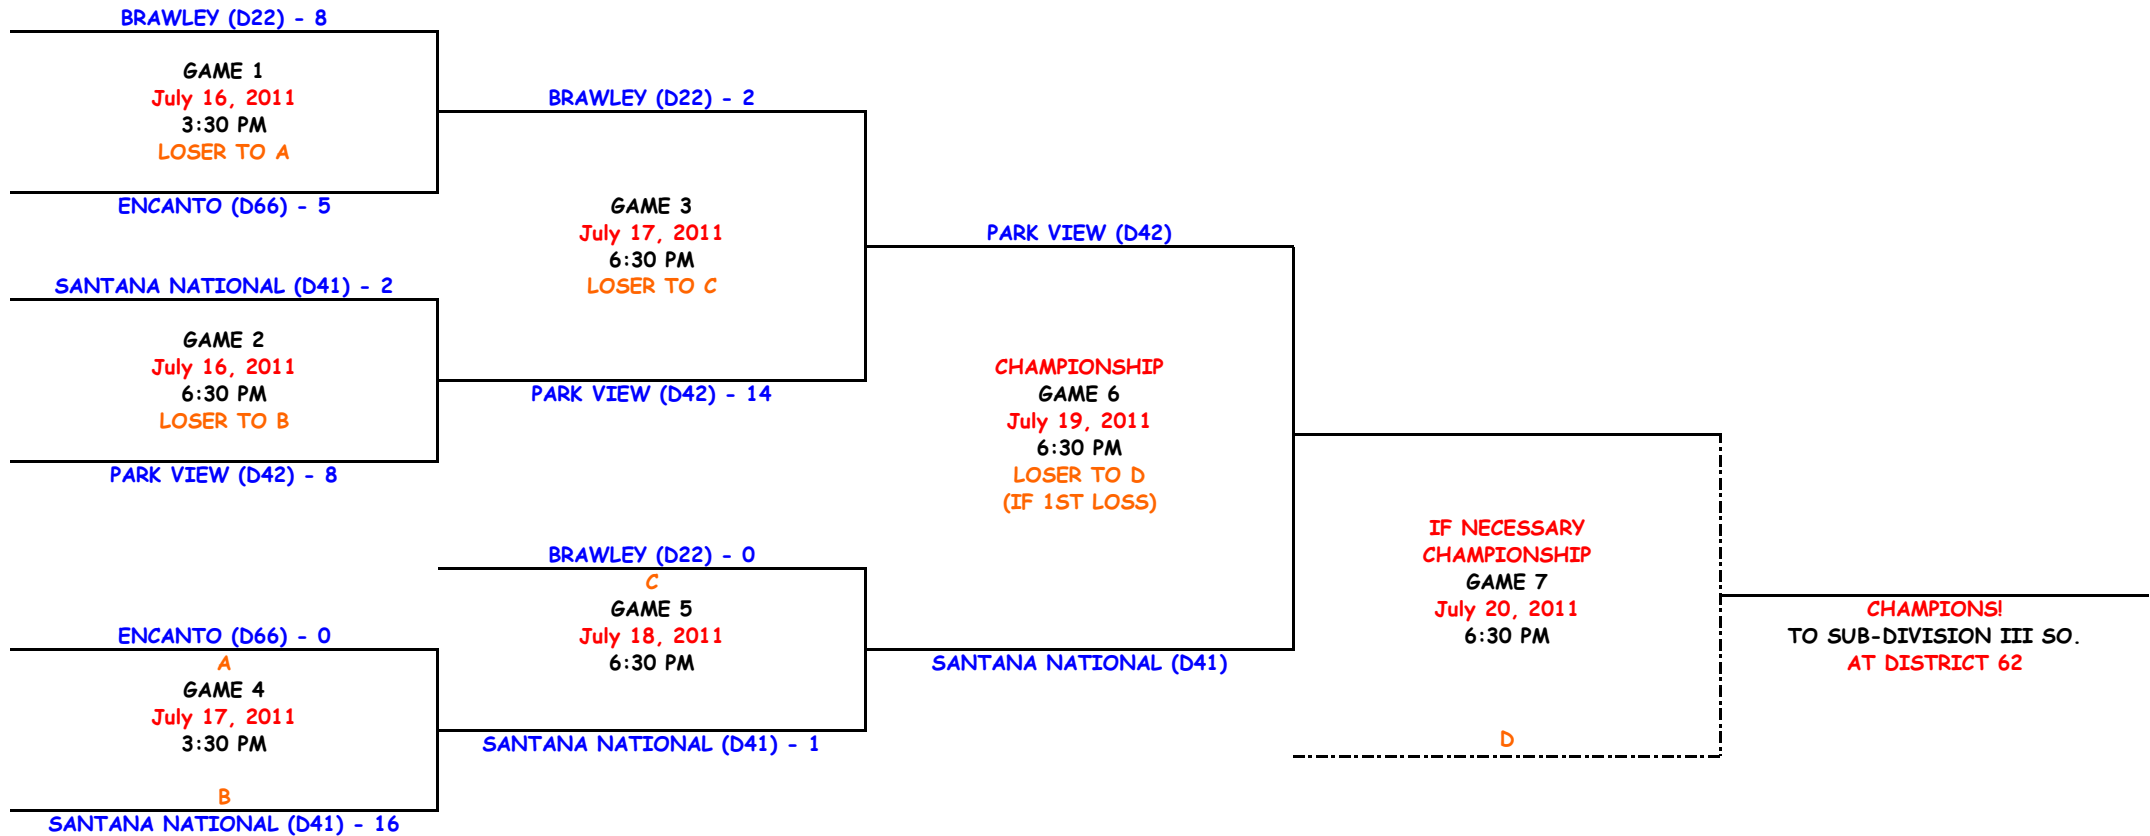 BRAWLEY (D22) - 8
GAME 1
July 16, 2011
3:30 PM
LOSER TO A
ENCANTO (D66) - 5
SANTANA NATIONAL (D41) - 2
GAME 2
July 16, 2011
6:30 PM
LOSER TO B
PARK VIEW (D42) - 8
ENCANTO (D66) - 0
A
GAME 4
July 17, 2011
3:30 PM
B
SANTANA NATIONAL (D41) - 16
BRAWLEY (D22) - 2
GAME 3
July 17, 2011
6:30 PM
LOSER TO C
PARK VIEW (D42) - 14
BRAWLEY (D22) - 0
C
GAME 5
July 18, 2011
6:30 PM
SANTANA NATIONAL (D41) - 1
PARK VIEW (D42)
CHAMPIONSHIP
GAME 6
July 19, 2011
6:30 PM
LOSER TO D
(IF 1ST LOSS)
SANTANA NATIONAL (D41)
IF NECESSARY
CHAMPIONSHIP
GAME 7
July 20, 2011
6:30 PM
D
CHAMPIONS!
TO SUB-DIVISION III SO.
AT DISTRICT 62